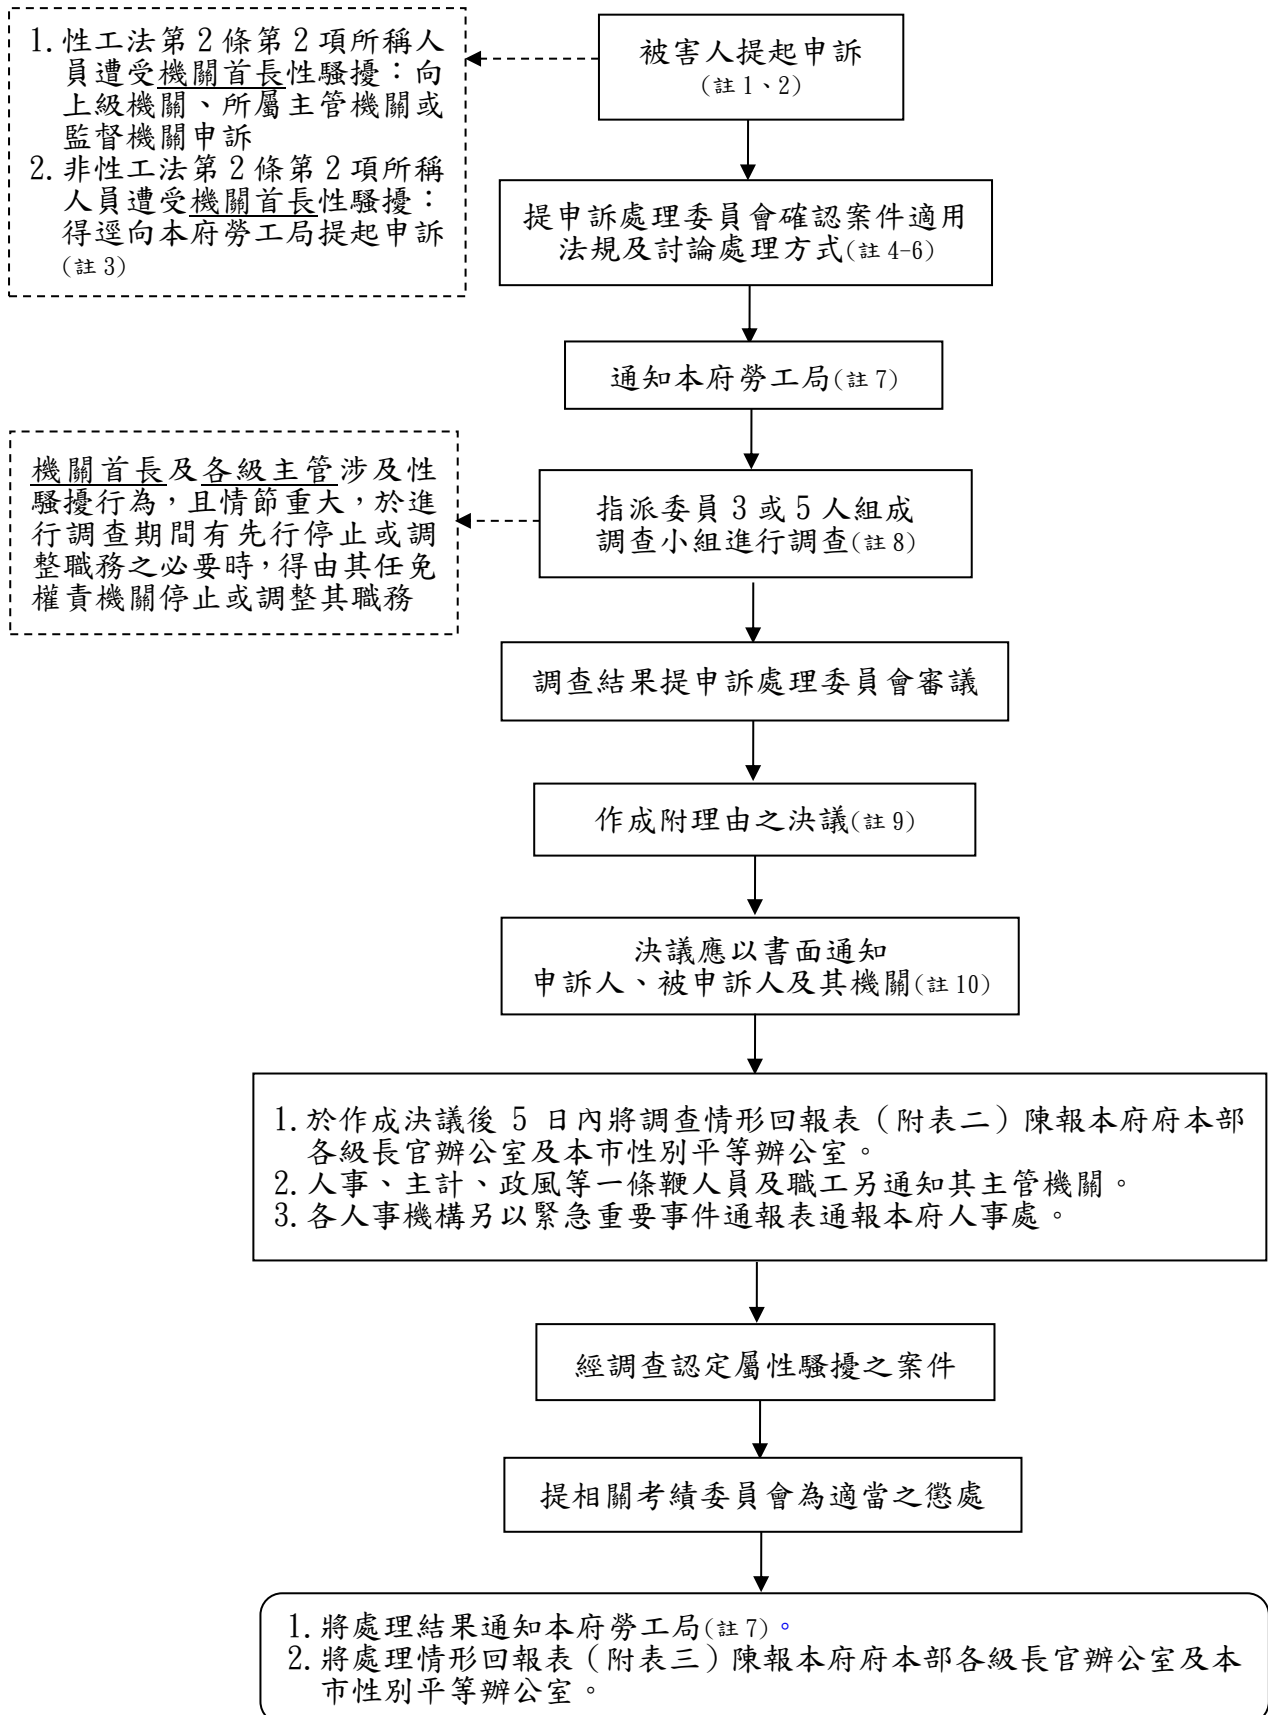 被害人提起申訴
(註 1、2)
1. 性工法第 2 條第 2 項所稱人
員遭受機關首長性騷擾：向
上級機關、所屬主管機關或
監督機關申訴
2. 非性工法第 2 條第 2 項所稱
人員遭受機關首長性騷擾：
得逕向本府勞工局提起申訴
(註 3)
提申訴處理委員會確認案件適用
法規及討論處理方式(註 4-6)
通知本府勞工局(註 7)
指派委員 3 或 5 人組成
調查小組進行調查(註 8)
機關首長及各級主管涉及性
騷擾行為，且情節重大，於進
行調查期間有先行停止或調
整職務之必要時，得由其任免
權責機關停止或調整其職務
調查結果提申訴處理委員會審議
作成附理由之決議(註 9)
決議應以書面通知
申訴人、被申訴人及其機關(註 10)
1. 於作成決議後 5 日內將調查情形回報表（附表二）陳報本府府本部
各級長官辦公室及本市性別平等辦公室。
2. 人事、主計、政風等一條鞭人員及職工另通知其主管機關。
3. 各人事機構另以緊急重要事件通報表通報本府人事處。
經調查認定屬性騷擾之案件
提相關考績委員會為適當之懲處
1. 將處理結果通知本府勞工局(註 7)。
2. 將處理情形回報表（附表三）陳報本府府本部各級長官辦公室及本
市性別平等辦公室。